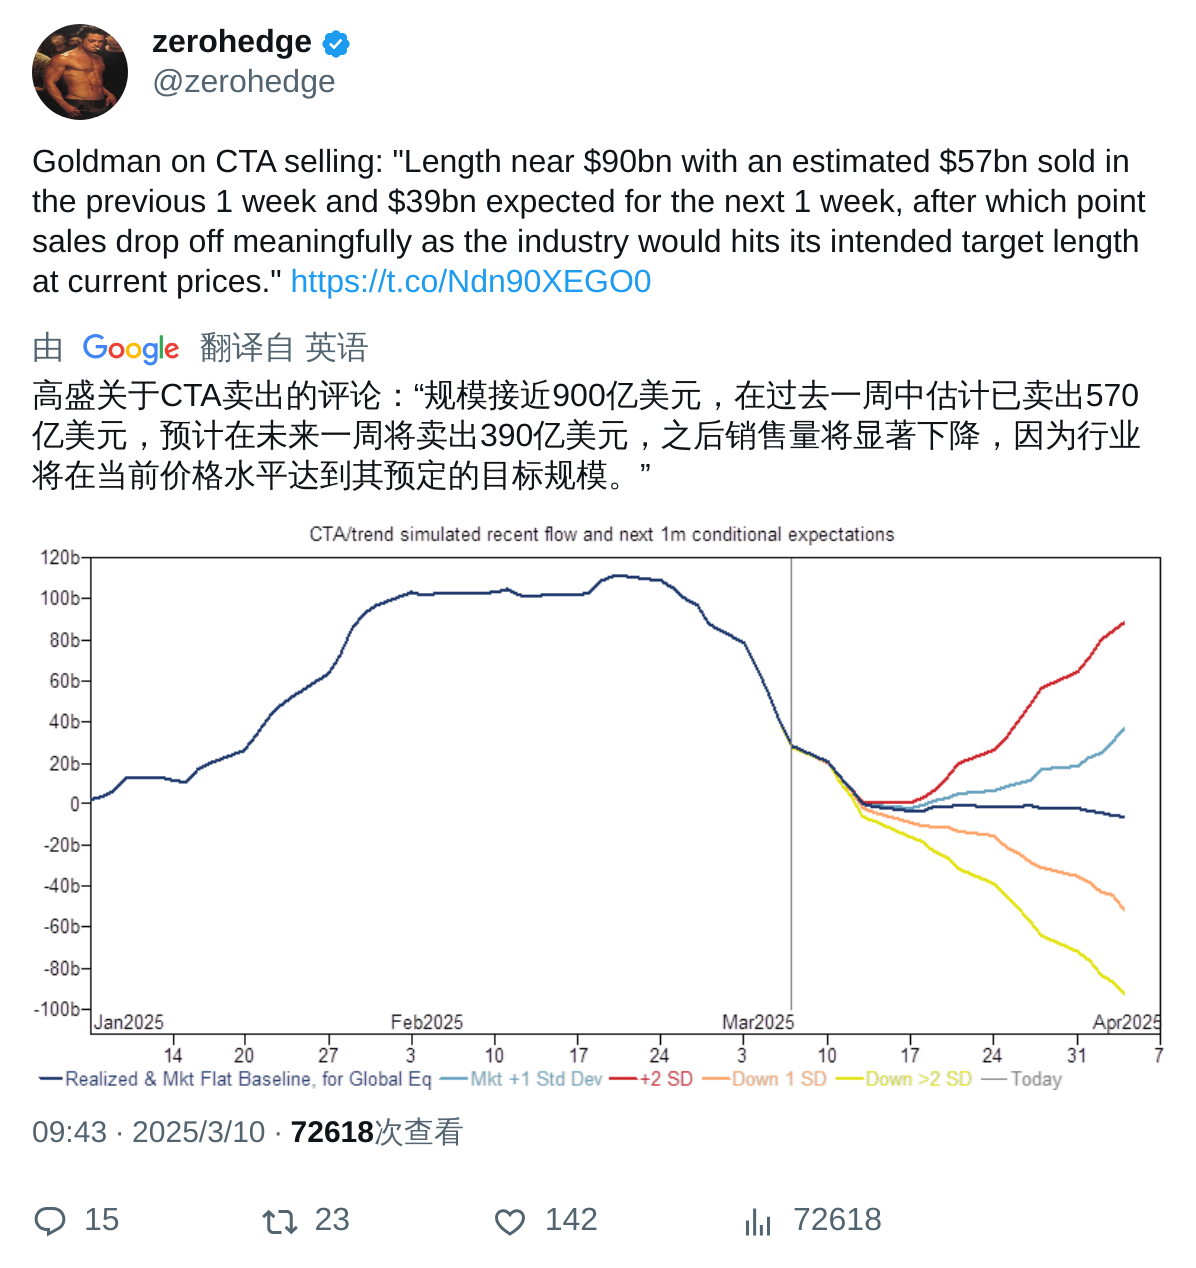 zerohedge
@zerohedge
Goldman on CTA selling: "Length near $90bn with an estimated $57bn sold in
the previous 1 week and $39bn expected for the next 1 week, after which point
sales drop off meaningfully as the industry would hits its intended target length
at current prices." https://t.co/Ndn90XEGO0
由 Google 翻译自 英语
高盛关于CTA卖出的评论：“规模接近900亿美元，在过去一周中估计已卖出570
亿美元，预计在未来一周将卖出390亿美元，之后销售量将显著下降，因为行业
将在当前价格水平达到其预定的目标规模。”
CTA/trend simulated recent flow and next 1m conditional expectations
120b
100b
80b
60b
40b
20b
0
-20b
-40b
-60b
-80b
-100b
Jan2025 Feb2025 Mar2025 Apr2025
14 20 27 3 10 17 24 3 10 17 24 31 7
Realized & Mkt Flat Baseline, for Global Eq Mkt +1 Std Dev +2 SD Down 1 SD Down >2 SD Today
09:43 · 2025/3/10 · 72618次查看
15 23 142 72618